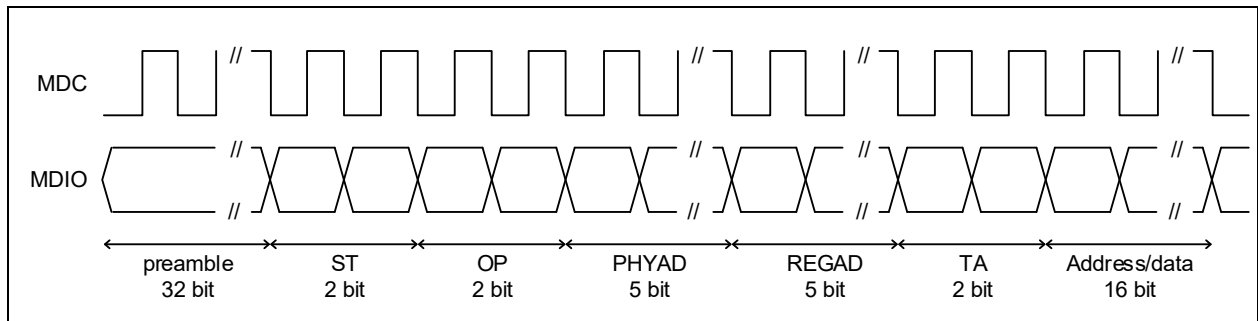 MDC
MDIO
// // // //
// // // //
// // // //
preamble ST OP PHYAD REGAD TA Address/data
32 bit 2 bit 2 bit 5 bit 5 bit 2 bit 16 bit